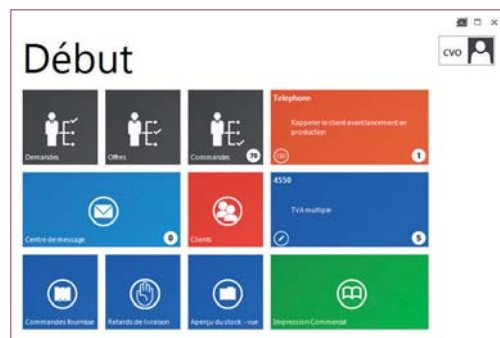 Début
CVO
Demandes
Offres
Commandes
70
Telephone
Rappeler le client avant lancement en
production
1
Centre de message
0
Clients
4550
TVA multiple
5
Commandes fournisse
Retards de livraison
Aperçu du stock - vue
Impression Commerse